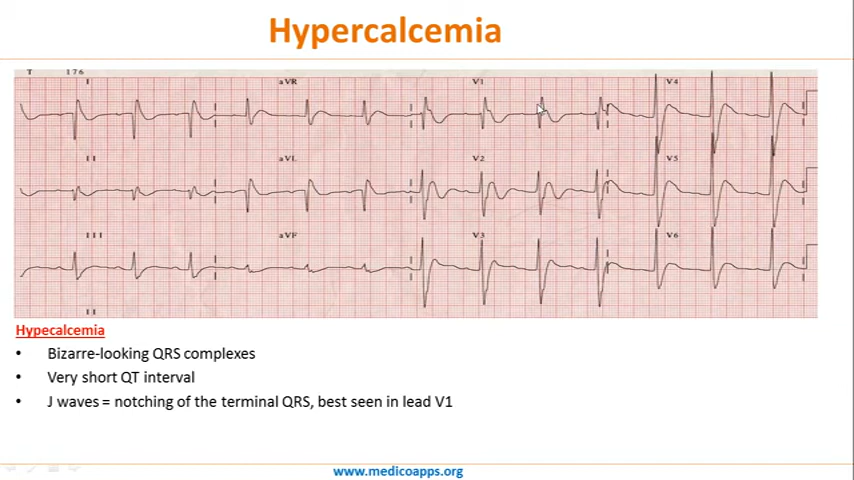 Hypercalcemia
T 176
I aVR V1 V4
II aVL V2 V5
III aVF V3 V6
II
Hypecalcemia
• Bizarre-looking QRS complexes
• Very short QT interval
• J waves = notching of the terminal QRS, best seen in lead V1
www.medicoapps.org